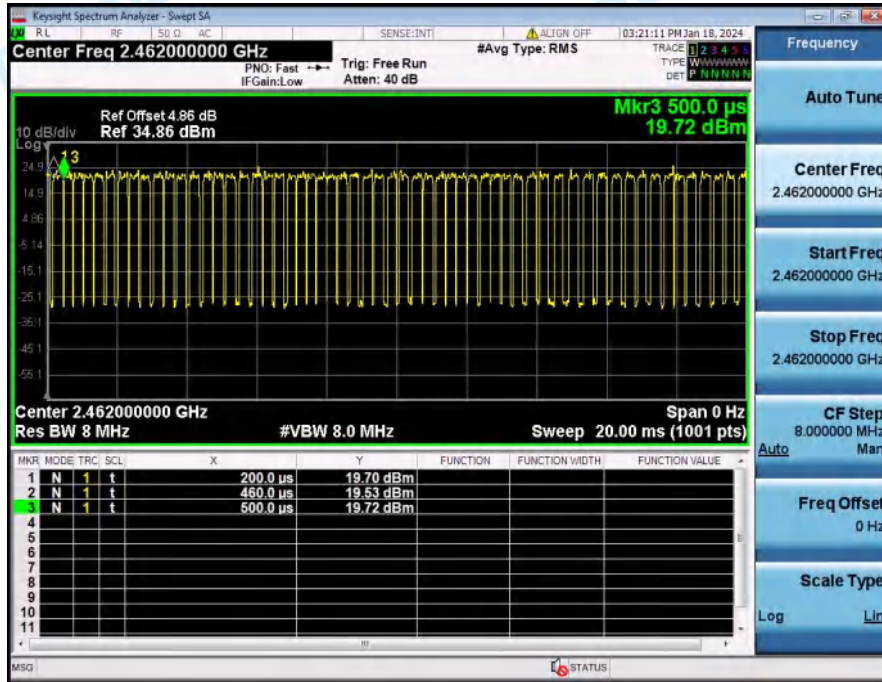 Keysight Spectrum Analyzer - Swept SA
RL RF 50 Ω AC SENSE:INT ALIGN OFF 03:21:11 PM Jan 18, 2024
Center Freq 2.462000000 GHz #Avg Type: RMS TRACE 1 2 3 4 5 6
PNO: Fast Trig: Free Run TYPE WWWWWW
IFGain:Low Atten: 40 dB DET P N N N N N
Frequency
Mkr3 500.0 µs
19.72 dBm
Ref Offset 4.86 dB
10 dB/div Ref 34.86 dBm
Log
1 3
24.9
14.9
4.86
-5.14
-15.1
-25.1
-35.1
-45.1
-55.1
Center 2.462000000 GHz Span 0 Hz
Res BW 8 MHz #VBW 8.0 MHz Sweep 20.00 ms (1001 pts)
MKR MODE TRC SCL X Y FUNCTION FUNCTION WIDTH FUNCTION VALUE
1 N 1 t 200.0 µs 19.70 dBm
2 N 1 t 460.0 µs 19.53 dBm
3 N 1 t 500.0 µs 19.72 dBm
4
5
6
7
8
9
10
11
MSG STATUS
Auto Tune
Center Freq
2.462000000 GHz
Start Freq
2.462000000 GHz
Stop Freq
2.462000000 GHz
CF Step
8.000000 MHz
Auto Man
Freq Offset
0 Hz
Scale Type
Log Lin